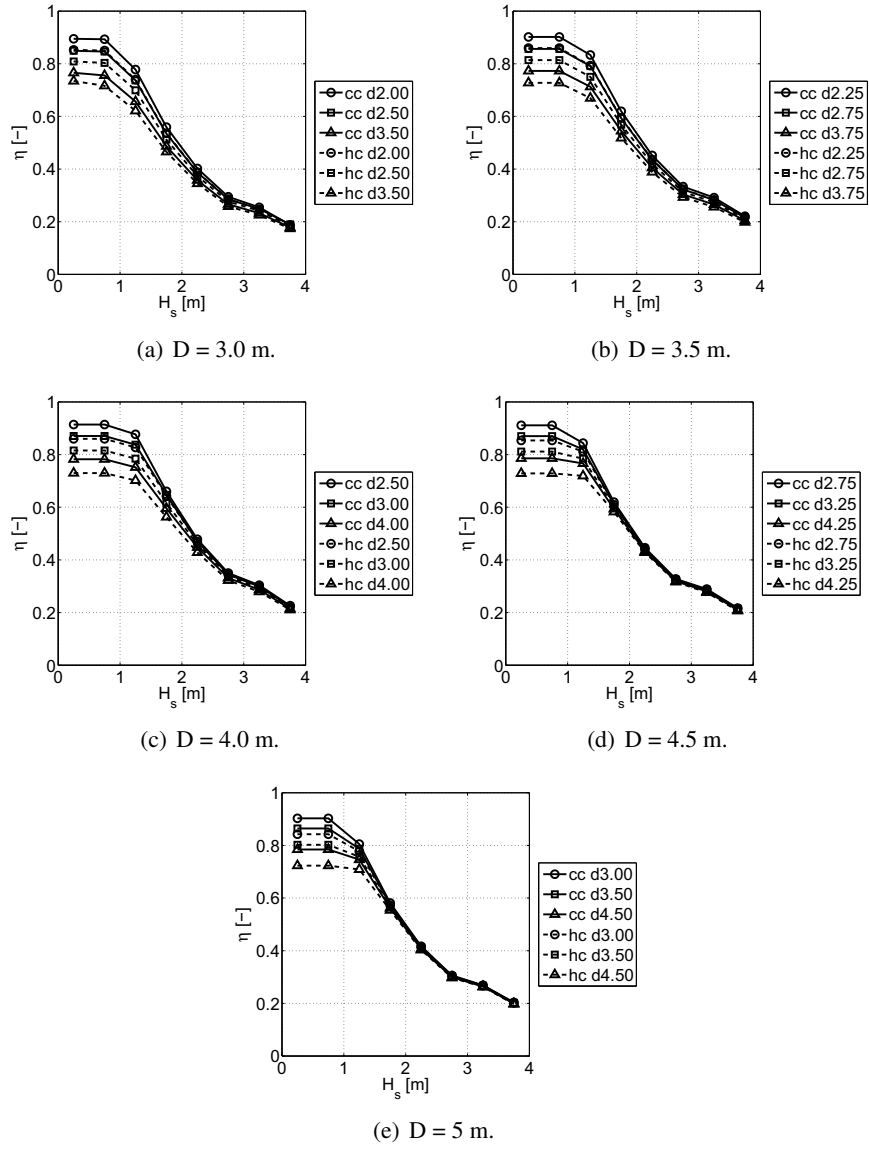 1
0.8
0.6
0.4
0.2
0
η [−]
0 1 2 3 4
H_s [m]
cc d2.00
cc d2.50
cc d3.50
hc d2.00
hc d2.50
hc d3.50
(a) D = 3.0 m.
1
0.8
0.6
0.4
0.2
0
η [−]
0 1 2 3 4
H_s [m]
cc d2.25
cc d2.75
cc d3.75
hc d2.25
hc d2.75
hc d3.75
(b) D = 3.5 m.
1
0.8
0.6
0.4
0.2
0
η [−]
0 1 2 3 4
H_s [m]
cc d2.50
cc d3.00
cc d4.00
hc d2.50
hc d3.00
hc d4.00
(c) D = 4.0 m.
1
0.8
0.6
0.4
0.2
0
η [−]
0 1 2 3 4
H_s [m]
cc d2.75
cc d3.25
cc d4.25
hc d2.75
hc d3.25
hc d4.25
(d) D = 4.5 m.
1
0.8
0.6
0.4
0.2
0
η [−]
0 1 2 3 4
H_s [m]
cc d3.00
cc d3.50
cc d4.50
hc d3.00
hc d3.50
hc d4.50
(e) D = 5 m.